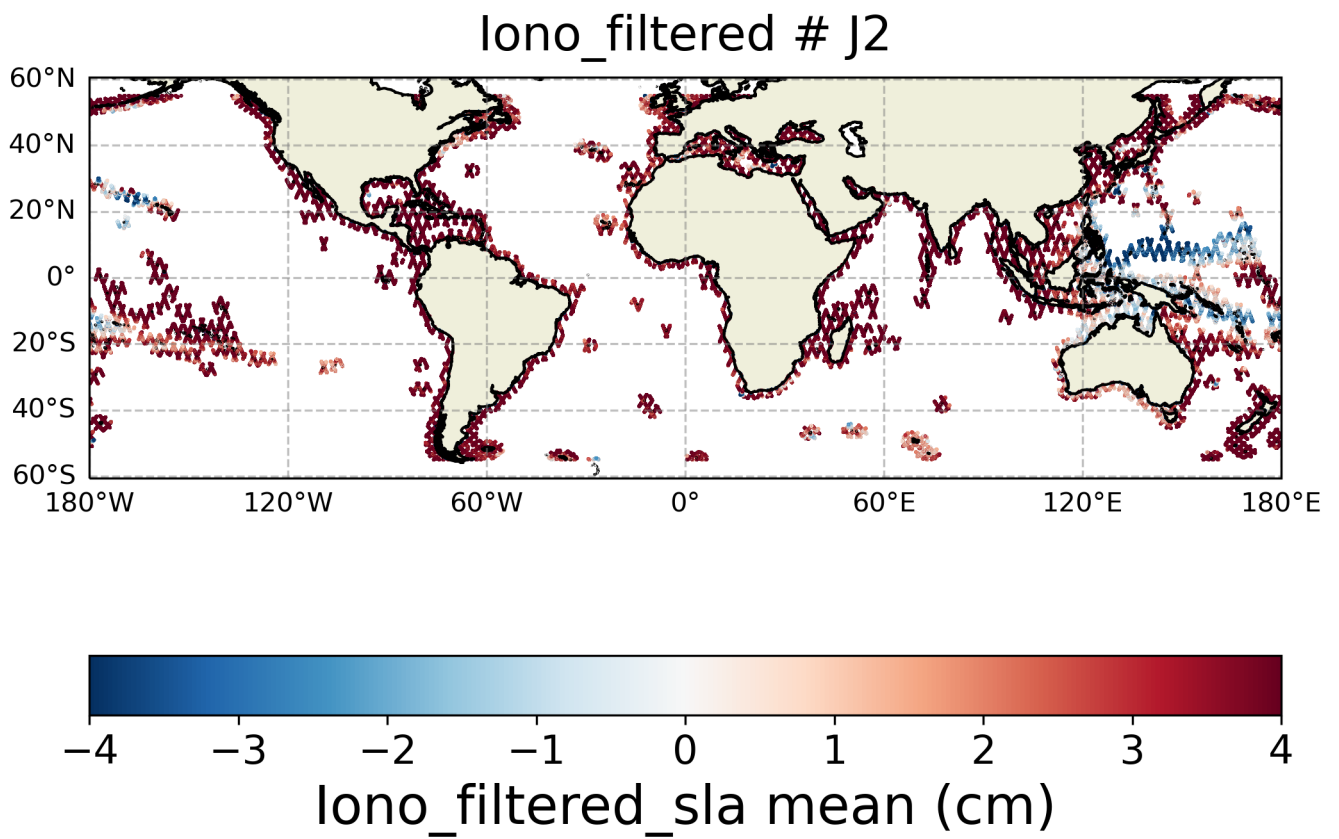 Iono_filtered # J2
60°N
40°N
20°N
0°
20°S
40°S
60°S
180°W 120°W 60°W 0° 60°E 120°E 180°E
−4 −3 −2 −1 0 1 2 3 4
Iono_filtered_sla mean (cm)